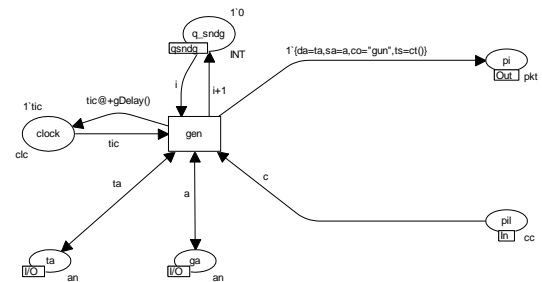 1`0
q_sndg
qsndg
INT
1`{da=ta,sa=a,co="gun",ts=ct()}
pi
Out
pkt
i
i+1
1`tic
tic@+gDelay()
clock
gen
clc
tic
ta
a
c
pil
In
cc
ta
I/O
an
ga
I/O
an